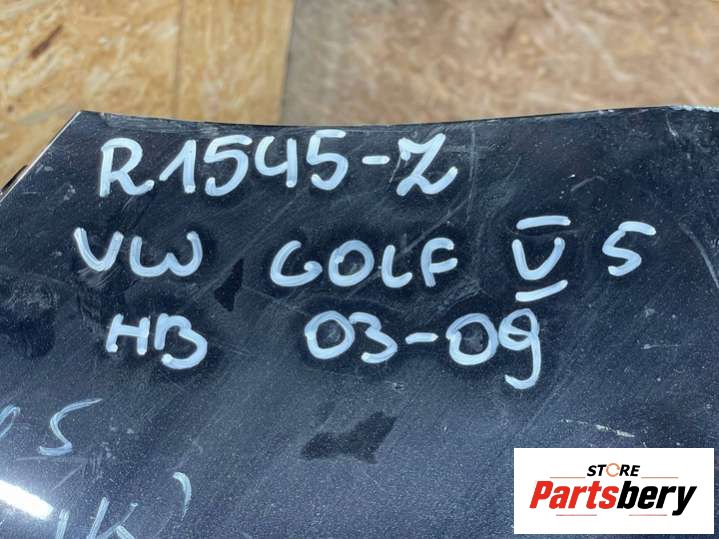 R1545-Z
VW GOLF V 5
HB 03-09
STORE
Partsbery